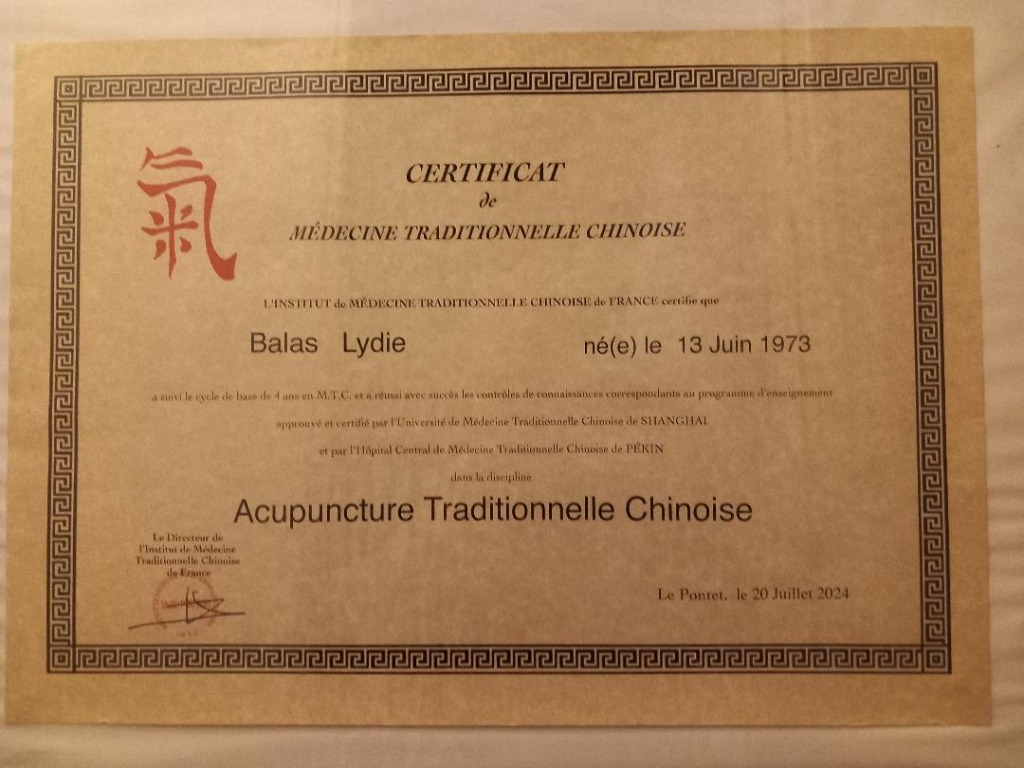 氣
CERTIFICAT
de
MÉDECINE TRADITIONNELLE CHINOISE
L'INSTITUT de MÉDECINE TRADITIONNELLE CHINOISE de FRANCE certifie que
Balas Lydie né(e) le 13 Juin 1973
a suivi le cycle de base de 4 ans en M.T.C. et a réussi avec succès les contrôles de connaissances correspondants au programme d'enseignement
approuvé et certifié par l'Université de Médecine Traditionnelle Chinoise de SHANGHAI
et par l'Hôpital Central de Médecine Traditionnelle Chinoise de PÉKIN
dans la discipline
Acupuncture Traditionnelle Chinoise
Le Directeur de
l'Institut de Médecine
Traditionnelle Chinoise
de France
Le Pontet, le 20 Juillet 2024